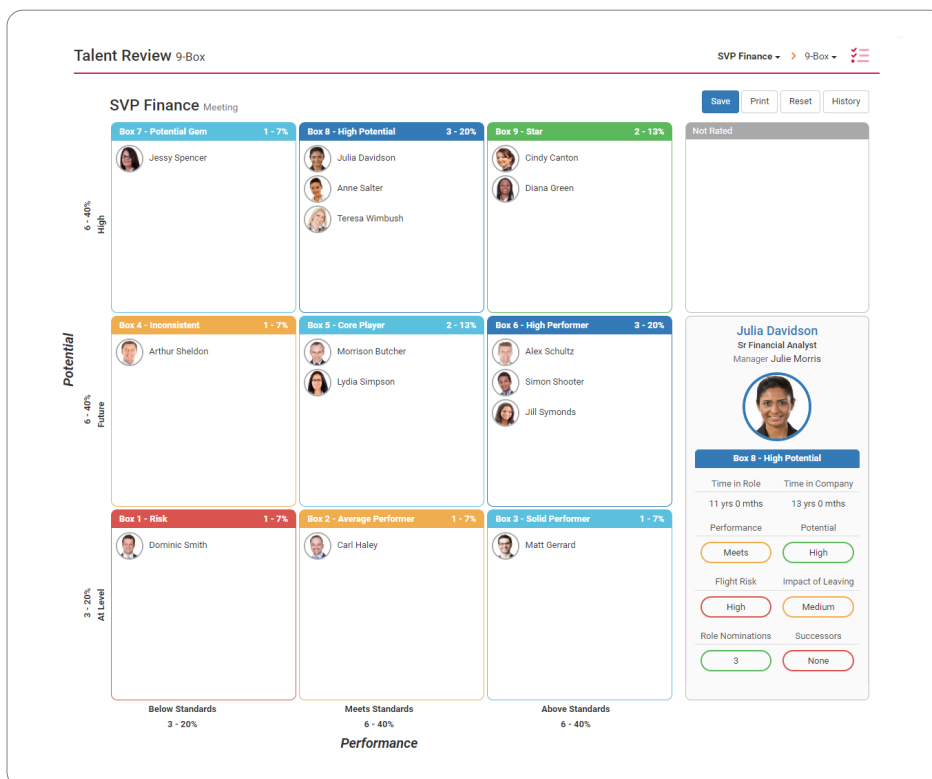 Talent Review 9-Box
SVP Finance 9-Box
SVP Finance Meeting
Save Print Reset History
Box 7 - Potential Gem 1 - 7%
Jessy Spencer
Box 8 - High Potential 3 - 20%
Julia Davidson
Anne Salter
Teresa Wimbush
Box 9 - Star 2 - 13%
Cindy Canton
Diana Green
Not Rated
6 - 40%
High
Box 4 - Inconsistent 1 - 7%
Arthur Sheldon
Box 5 - Core Player 2 - 13%
Morrison Butcher
Lydia Simpson
Box 6 - High Performer 3 - 20%
Alex Schultz
Simon Shooter
Jill Symonds
Potential
6 - 40%
Future
Box 1 - Risk 1 - 7%
Dominic Smith
Box 2 - Average Performer 1 - 7%
Carl Haley
Box 3 - Solid Performer 1 - 7%
Matt Gerrard
3 - 20%
At Level
Below Standards
3 - 20%
Meets Standards
6 - 40%
Above Standards
6 - 40%
Performance
Julia Davidson
Sr Financial Analyst
Manager Julie Morris
Box 8 - High Potential
Time in Role Time in Company
11 yrs 0 mths 13 yrs 0 mths
Performance Potential
Meets High
Flight Risk Impact of Leaving
High Medium
Role Nominations Successors
3 None